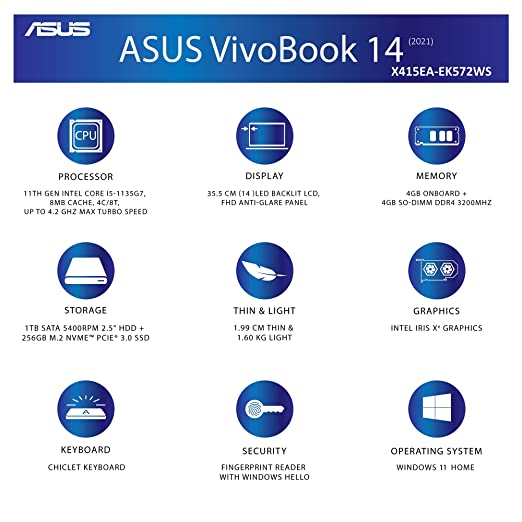 ASUS
ASUS VivoBook 14 (2021)
X415EA-EK572WS
CPU
PROCESSOR
11TH GEN INTEL CORE I5-1135G7,
8MB CACHE, 4C/8T,
UP TO 4.2 GHZ MAX TURBO SPEED
DISPLAY
35.5 CM (14 )LED BACKLIT LCD,
FHD ANTI-GLARE PANEL
MEMORY
4GB ONBOARD +
4GB SO-DIMM DDR4 3200MHZ
STORAGE
1TB SATA 5400RPM 2.5" HDD +
256GB M.2 NVME™ PCIE® 3.0 SSD
THIN & LIGHT
1.99 CM THIN &
1.60 KG LIGHT
GRAPHICS
INTEL IRIS Xᵉ GRAPHICS
KEYBOARD
CHICLET KEYBOARD
SECURITY
FINGERPRINT READER
WITH WINDOWS HELLO
OPERATING SYSTEM
WINDOWS 11 HOME